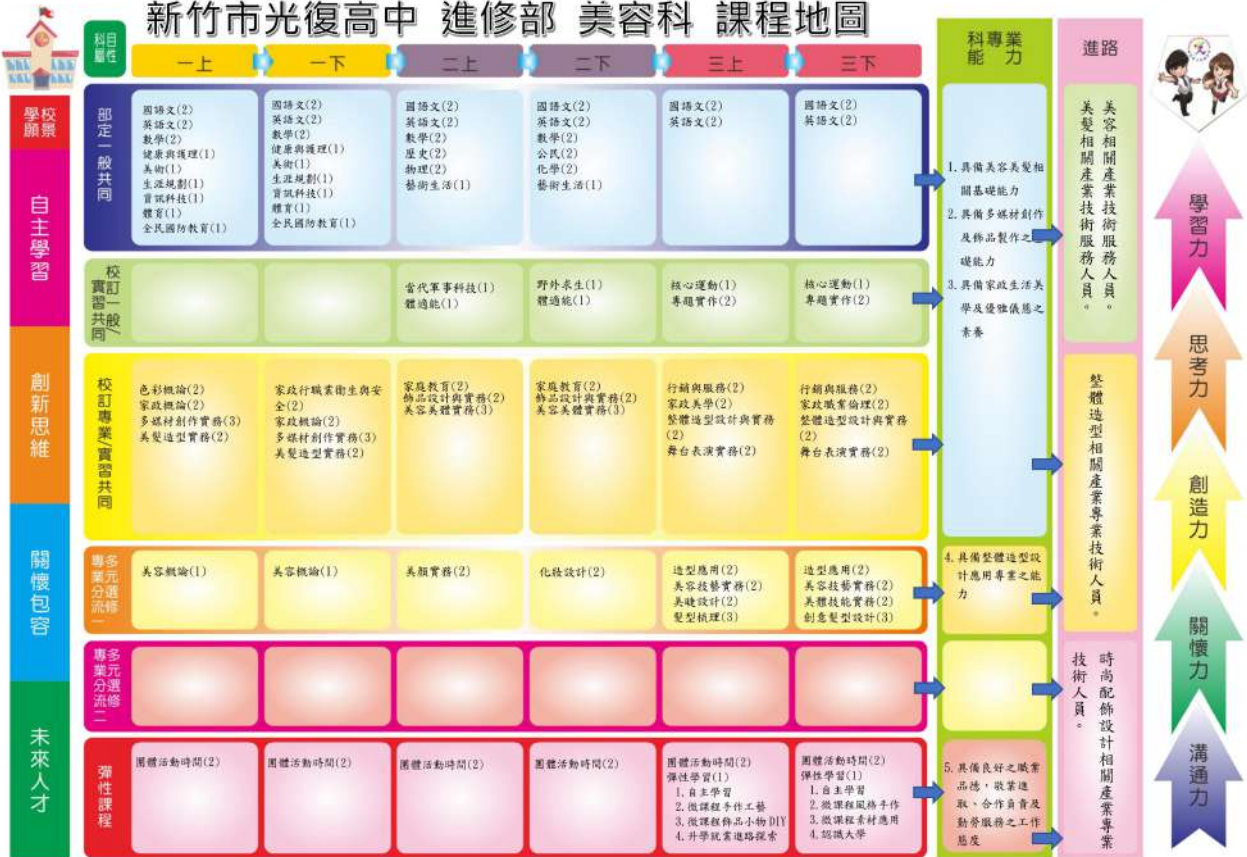 新竹市光復高中 進修部 美容科 課程地圖
科目屬性
一上
一下
二上
二下
三上
三下
科專業
能 力
進路
學校
願景
自主學習
創新思維
關懷包容
未來人才
部定一般共同
國語文(2)
英語文(2)
數學(2)
健康與護理(1)
美術(1)
生涯規劃(1)
資訊科技(1)
體育(1)
全民國防教育(1)
國語文(2)
英語文(2)
數學(2)
健康與護理(1)
美術(1)
生涯規劃(1)
資訊科技(1)
體育(1)
全民國防教育(1)
國語文(2)
英語文(2)
數學(2)
歷史(2)
物理(2)
藝術生活(1)
國語文(2)
英語文(2)
數學(2)
公民(2)
化學(2)
藝術生活(1)
國語文(2)
英語文(2)
國語文(2)
英語文(2)
校訂一般/
實習共同
當代軍事科技(1)
體適能(1)
野外求生(1)
體適能(1)
核心運動(1)
專題實作(2)
核心運動(1)
專題實作(2)
校訂專業/實習共同
色彩概論(2)
家政概論(2)
多媒材創作實務(3)
美髮造型實務(2)
家政行職業衛生與安
全(2)
家政概論(2)
多媒材創作實務(3)
美髮造型實務(2)
家庭教育(2)
飾品設計與實務(2)
美容美體實務(3)
家庭教育(2)
飾品設計與實務(2)
美容美體實務(3)
行銷與服務(2)
家政美學(2)
整體造型設計與實務
(2)
舞台表演實務(2)
行銷與服務(2)
家政職業倫理(2)
整體造型設計與實務
(2)
舞台表演實務(2)
多元選修
專業分流一
美容概論(1)
美容概論(1)
美顏實務(2)
化妝設計(2)
造型應用(2)
美容技藝實務(2)
美睫設計(2)
髮型梳理(3)
造型應用(2)
美容技藝實務(2)
美體技能實務(2)
創意髮型設計(3)
多元選修
專業分流二
彈性課程
團體活動時間(2)
團體活動時間(2)
團體活動時間(2)
團體活動時間(2)
團體活動時間(2)
彈性學習(1)
1.自主學習
2.微課程手作工藝
3.微課程飾品小物DIY
4.升學就業進路探索
團體活動時間(2)
彈性學習(1)
1.自主學習
2.微課程風格手作
3.微課程素材應用
4.認識大學
1.具備美容美髮相
關基礎能力
2.具備多媒材創作
及飾品製作之
礎能力
3.具備家政生活美
學及優雅儀態之
素養
4.具備整體造型設
計應用專業之能
力
5.具備良好之職業
品德,敬業進
取、合作負責及
勤勞服務之工作
態度
美容相關產業技術服務人員。
美髮相關產業技術服務人員。
整體造型相關產業專業技術人員。
時尚配飾設計相關產業專業
技術人員。
學習力
思考力
創造力
關懷力
溝通力